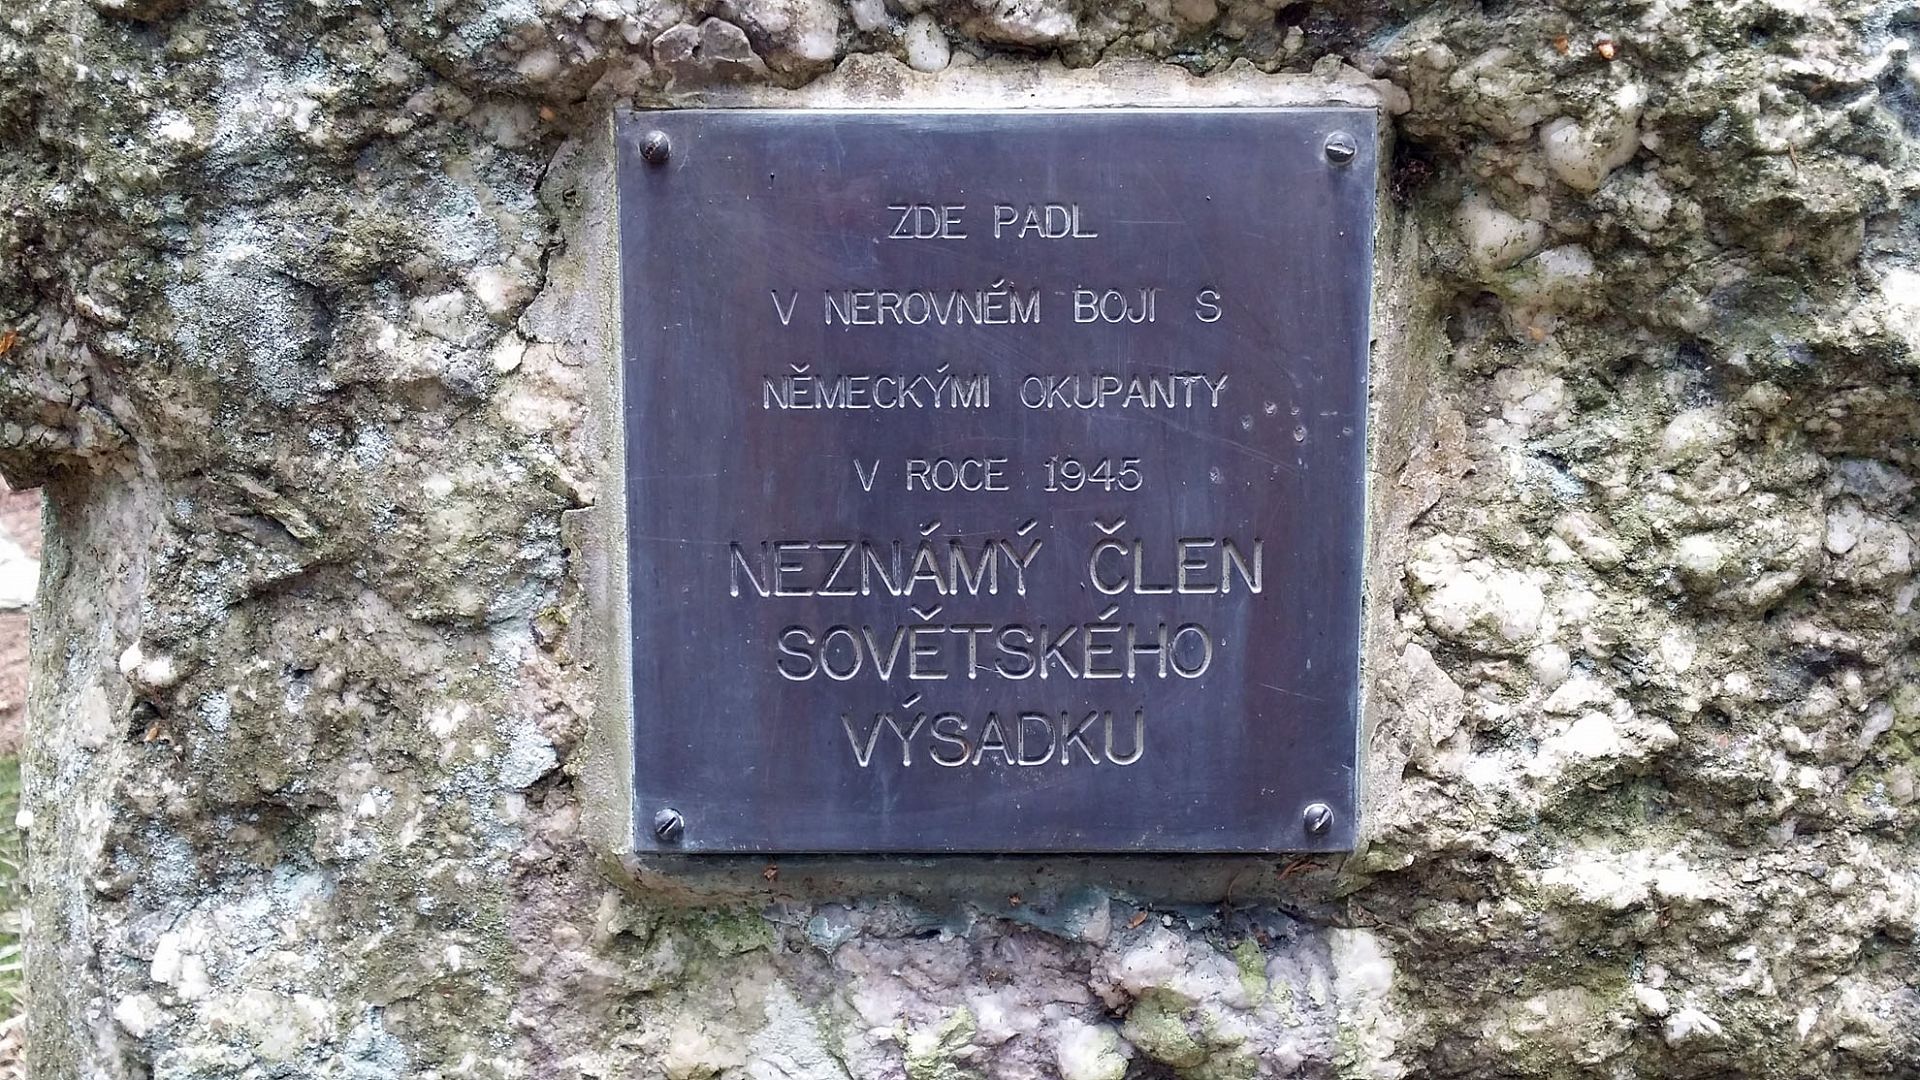 ZDE PADL
V NEROVNÉM BOJI S
NĚMECKÝMI OKUPANTY
V ROCE 1945
NEZNÁMÝ ČLEN
SOVĚTSKÉHO
VÝSADKU